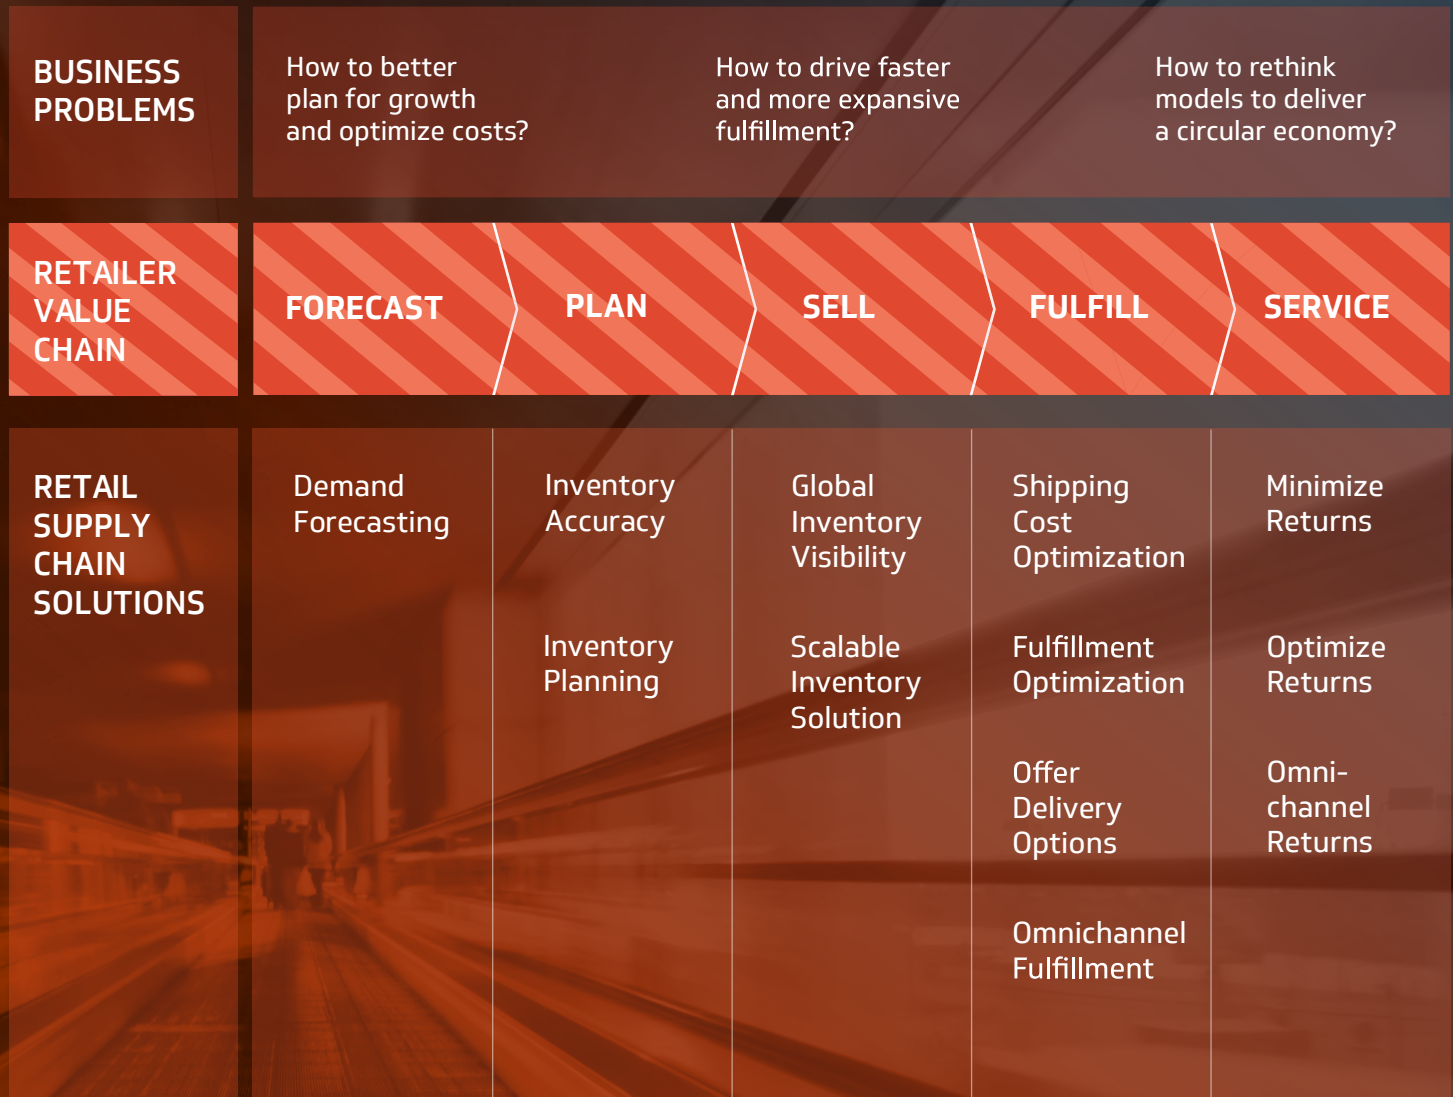 BUSINESS
PROBLEMS
How to better
plan for growth
and optimize costs?
How to drive faster
and more expansive
fulfillment?
How to rethink
models to deliver
a circular economy?
RETAILER
VALUE
CHAIN
FORECAST
PLAN
SELL
FULFILL
SERVICE
RETAIL
SUPPLY
CHAIN
SOLUTIONS
Demand
Forecasting
Inventory
Accuracy
Inventory
Planning
Global
Inventory
Visibility
Scalable
Inventory
Solution
Shipping
Cost
Optimization
Fulfillment
Optimization
Offer
Delivery
Options
Omnichannel
Fulfillment
Minimize
Returns
Optimize
Returns
Omni-
channel
Returns